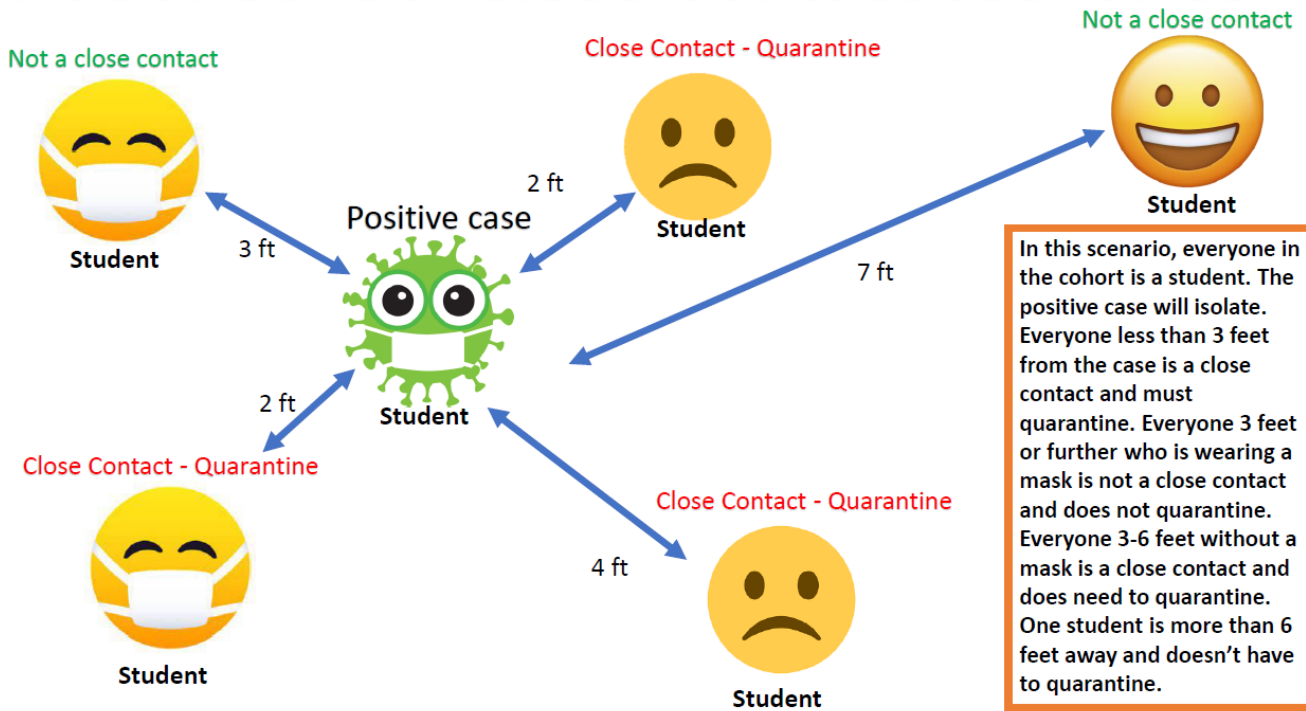 Not a close contact
Close Contact - Quarantine
Not a close contact
Student
2 ft
Student
Positive case
Student
3 ft
7 ft
Student
2 ft
Close Contact - Quarantine
Close Contact - Quarantine
4 ft
Student
Student
In this scenario, everyone in
the cohort is a student. The
positive case will isolate.
Everyone less than 3 feet
from the case is a close
contact and must
quarantine. Everyone 3 feet
or further who is wearing a
mask is not a close contact
and does not quarantine.
Everyone 3-6 feet without a
mask is a close contact and
does need to quarantine.
One student is more than 6
feet away and doesn't have
to quarantine.